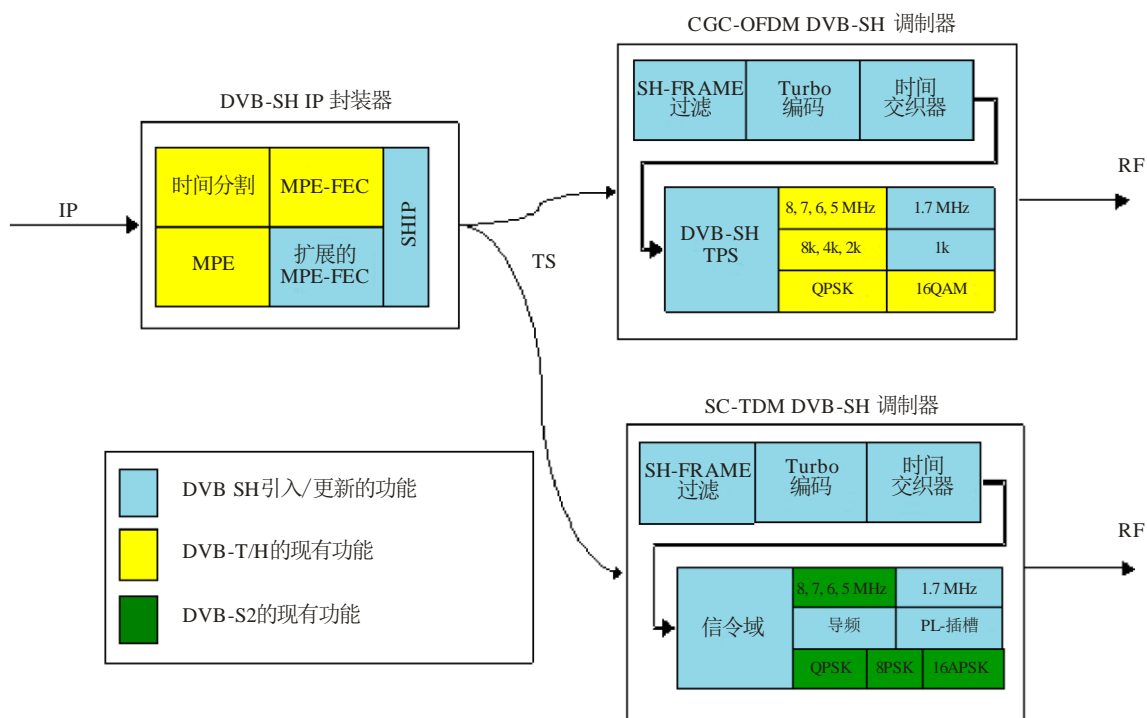 CGC-OFDM DVB-SH 调制器
SH-FRAME
过滤
Turbo
编码
时间
交织器
DVB-SH IP 封装器
时间分割
MPE-FEC
SHIP
MPE
扩展的
MPE-FEC
IP
TS
RF
DVB-SH
TPS
8, 7, 6, 5 MHz
1.7 MHz
8k, 4k, 2k
1k
QPSK
16QAM
SC-TDM DVB-SH 调制器
SH-FRAME
过滤
Turbo
编码
时间
交织器
RF
信令域
8, 7, 6, 5 MHz
1.7 MHz
导频
PL-插槽
QPSK
8PSK
16APSK
DVB SH引入/更新的功能
DVB-T/H的现有功能
DVB-S2的现有功能